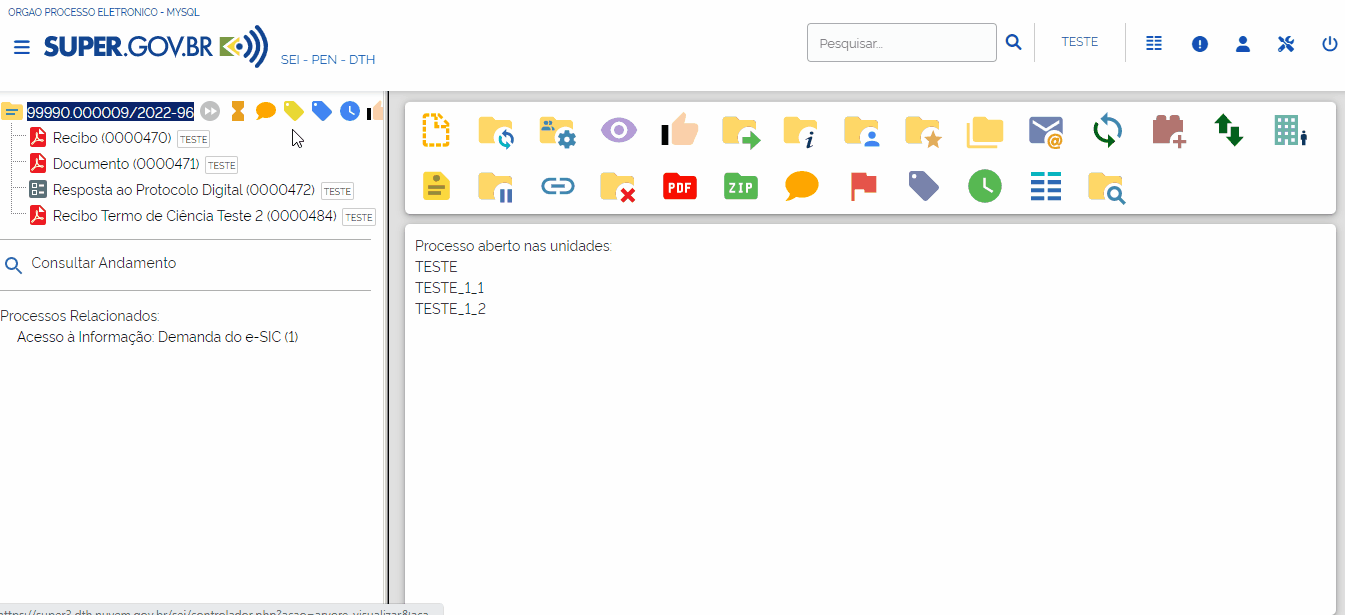 ORGAO PROCESSO ELETRONICO - MYSQL
SUPER.GOV.BR
SEI - PEN - DTH
Pesquisar...
TESTE
99990.000009/2022-96
Recibo (0000470) TESTE
Documento (0000471) TESTE
Resposta ao Protocolo Digital (0000472) TESTE
Recibo Termo de Ciência Teste 2 (0000484) TESTE
Consultar Andamento
Processos Relacionados:
Acesso à Informação: Demanda do e-SIC (1)
PDF
ZIP
Processo aberto nas unidades:
TESTE
TESTE_1_1
TESTE_1_2